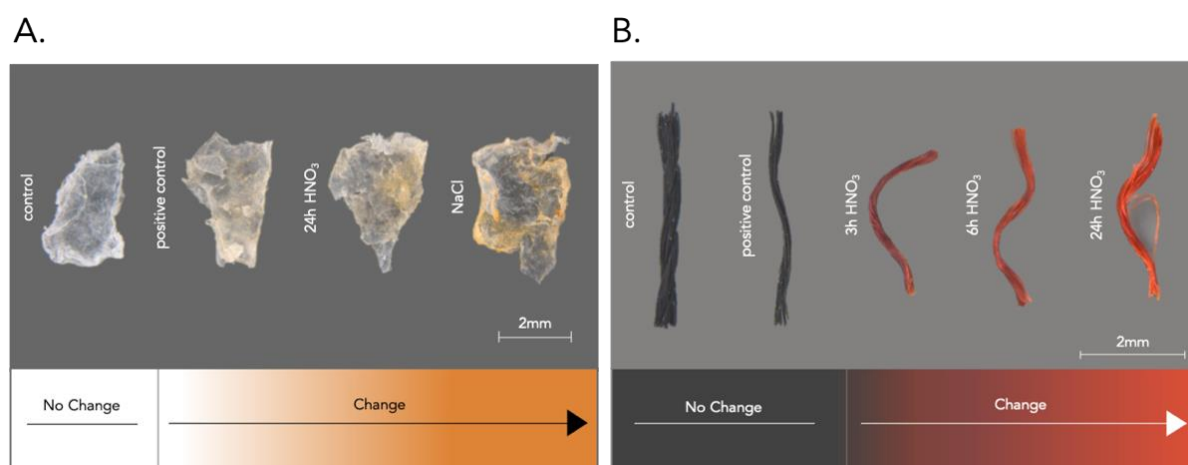 A.
control
positive control
24h HNO₃
NaCl
2mm
No Change
Change
B.
control
positive control
3h HNO₃
6h HNO₃
24h HNO₃
2mm
No Change
Change